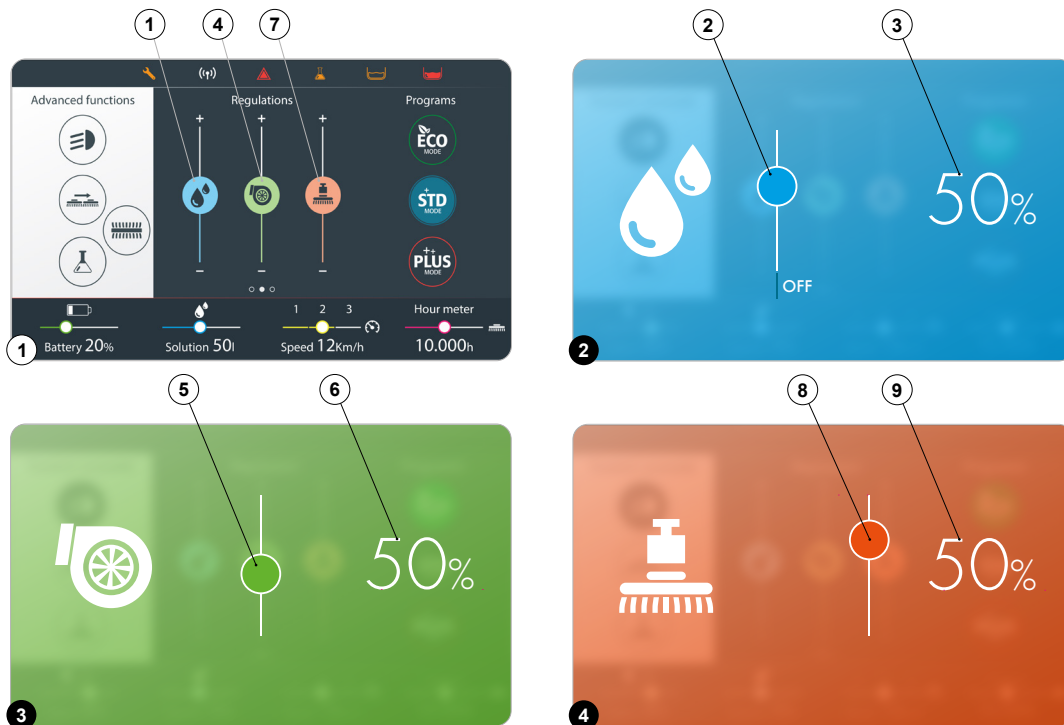 1 4 7
Advanced functions Regulations Programs
+ + +
ECO
MODE
+
STD
MODE
++
PLUS
MODE
− − −
1 2 3 Hour meter
Battery 20% Solution 50l Speed 12Km/h 10.000h
1
2 3
50%
OFF
2
5 6
50%
3
8 9
50%
4